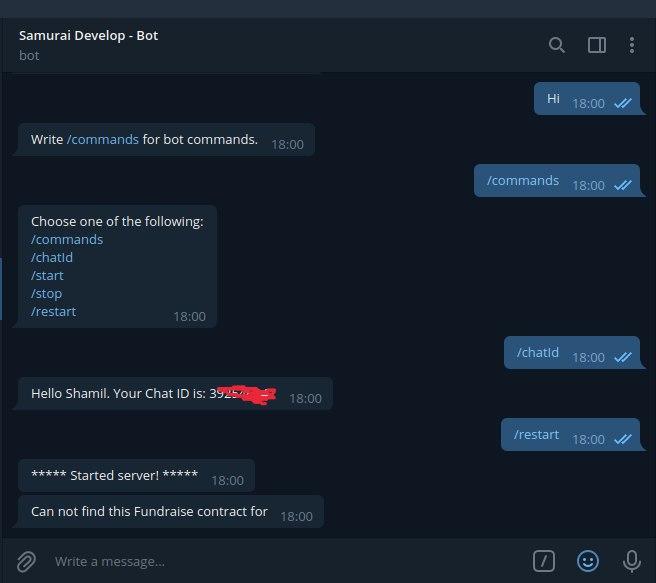 Samurai Develop - Bot
bot
Hi 18:00
Write /commands for bot commands. 18:00
/commands 18:00
Choose one of the following:
/commands
/chatId
/start
/stop
/restart 18:00
/chatId 18:00
Hello Shamil. Your Chat ID is: 18:00
/restart 18:00
***** Started server! ***** 18:00
Can not find this Fundraise contract for 18:00
Write a message...